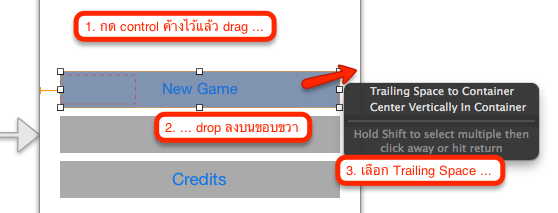 1. กด control ค้างไว้แล้ว drag ...
New Game
Trailing Space to Container
Center Vertically In Container
2. ... drop ลงบนขอบขวา
Hold Shift to select multiple then
click away or hit return
3. เลือก Trailing Space ...
Credits